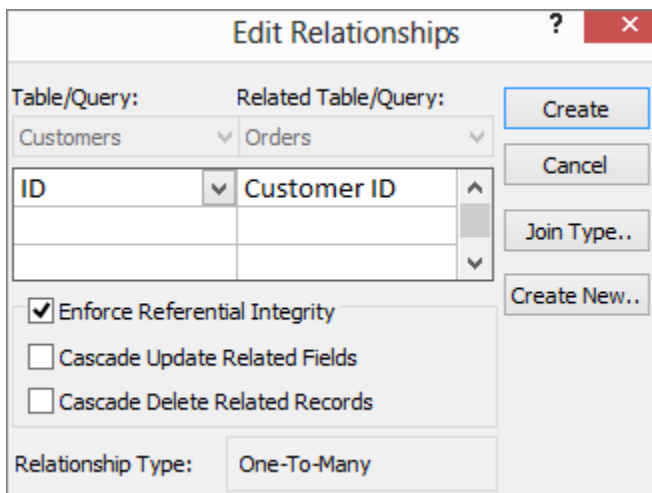 Edit Relationships ?
Table/Query: Related Table/Query:
Customers Orders
ID Customer ID
Enforce Referential Integrity
Cascade Update Related Fields
Cascade Delete Related Records
Relationship Type: One-To-Many
Create
Cancel
Join Type..
Create New..